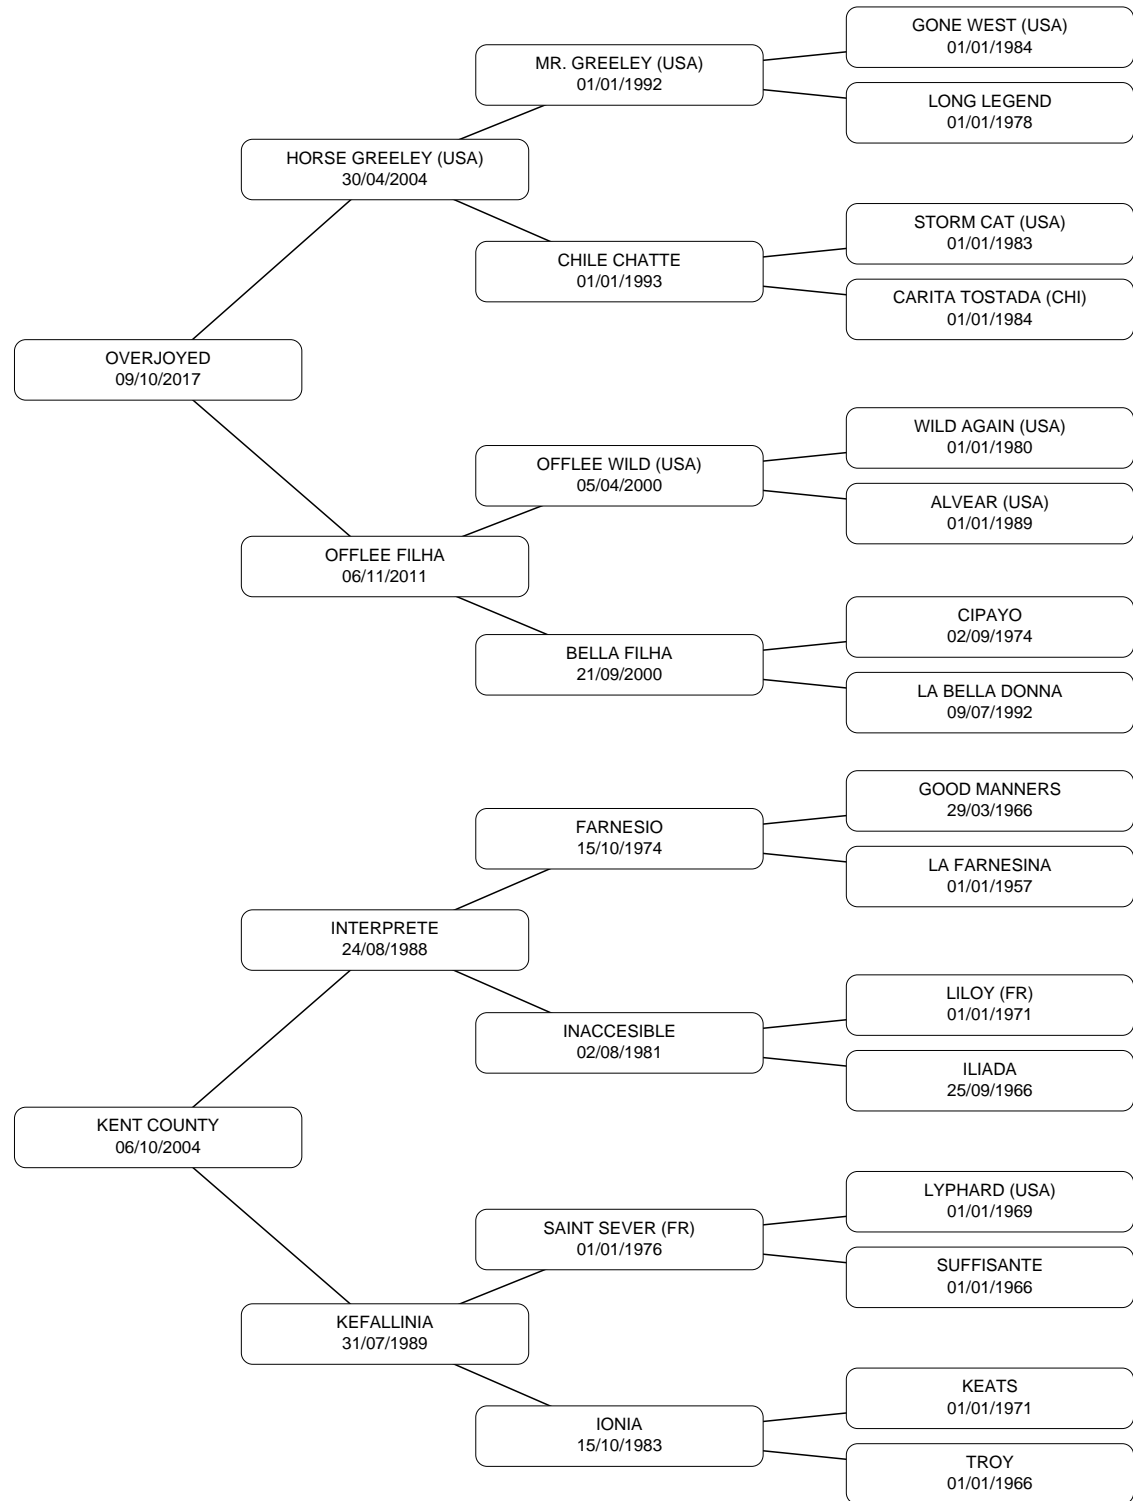 GONE WEST (USA)
01/01/1984
MR. GREELEY (USA)
01/01/1992
LONG LEGEND
01/01/1978
HORSE GREELEY (USA)
30/04/2004
STORM CAT (USA)
01/01/1983
CHILE CHATTE
01/01/1993
CARITA TOSTADA (CHI)
01/01/1984
OVERJOYED
09/10/2017
WILD AGAIN (USA)
01/01/1980
OFFLEE WILD (USA)
05/04/2000
ALVEAR (USA)
01/01/1989
OFFLEE FILHA
06/11/2011
CIPAYO
02/09/1974
BELLA FILHA
21/09/2000
LA BELLA DONNA
09/07/1992
GOOD MANNERS
29/03/1966
FARNESIO
15/10/1974
LA FARNESINA
01/01/1957
INTERPRETE
24/08/1988
LILOY (FR)
01/01/1971
INACCESIBLE
02/08/1981
ILIADA
25/09/1966
KENT COUNTY
06/10/2004
LYPHARD (USA)
01/01/1969
SAINT SEVER (FR)
01/01/1976
SUFFISANTE
01/01/1966
KEFALLINIA
31/07/1989
KEATS
01/01/1971
IONIA
15/10/1983
TROY
01/01/1966